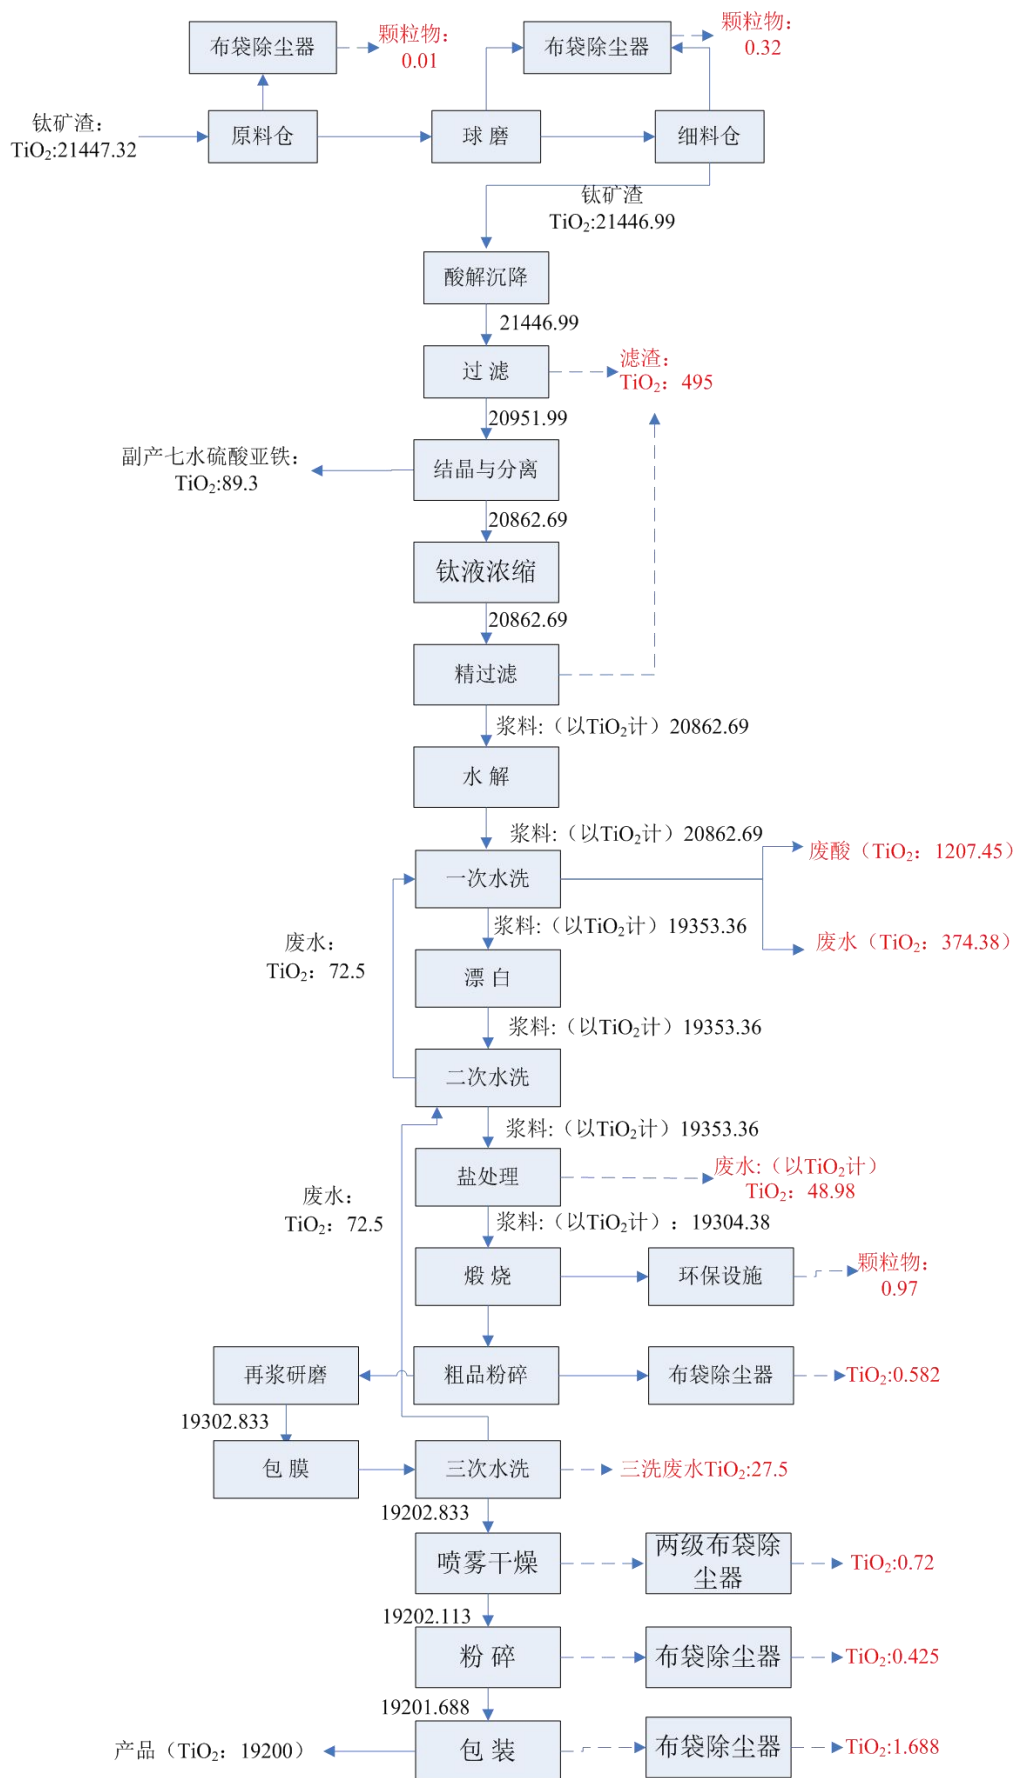 布袋除尘器
颗粒物：
0.01
布袋除尘器
颗粒物：
0.32
钛矿渣：
TiO₂:21447.32
原料仓
球 磨
细料仓
钛矿渣
TiO₂:21446.99
酸解沉降
21446.99
过 滤
滤渣：
TiO₂：495
20951.99
副产七水硫酸亚铁：
TiO₂:89.3
结晶与分离
20862.69
钛液浓缩
20862.69
精过滤
浆料:（以TiO₂计）20862.69
水 解
浆料:（以TiO₂计）20862.69
废酸（TiO₂：1207.45）
一次水洗
浆料:（以TiO₂计）19353.36
废水（TiO₂：374.38）
废水：
TiO₂：72.5
漂 白
浆料:（以TiO₂计）19353.36
二次水洗
浆料:（以TiO₂计）19353.36
盐处理
废水:（以TiO₂计）
TiO₂：48.98
废水：
TiO₂：72.5
浆料:（以TiO₂计）：19304.38
煅 烧
环保设施
颗粒物：
0.97
再浆研磨
粗品粉碎
布袋除尘器
TiO₂:0.582
19302.833
包 膜
三次水洗
三洗废水TiO₂:27.5
19202.833
喷雾干燥
两级布袋除
尘器
TiO₂:0.72
19202.113
粉 碎
布袋除尘器
TiO₂:0.425
19201.688
产品（TiO₂：19200）
包 装
布袋除尘器
TiO₂:1.688